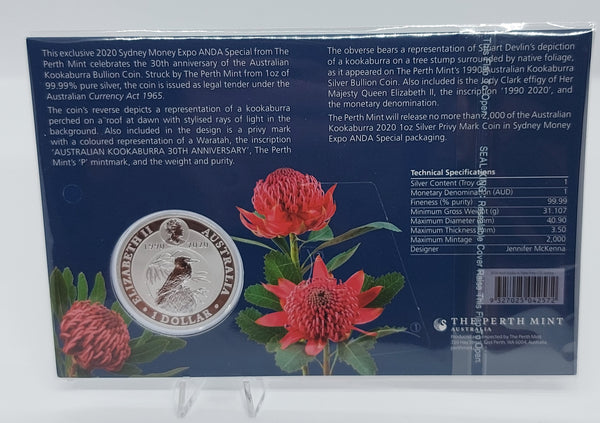 This exclusive 2020 Sydney Money Expo ANDA Special from The
Perth Mint celebrates the 30th anniversary of the Australian
Kookaburra Bullion Coin. Struck by The Perth Mint from 1oz of
99.99% pure silver, the coin is issued as legal tender under the
Australian Currency Act 1965.
The coin's reverse depicts a representation of a kookaburra
perched on a roof at dawn with stylised rays of light in the
background. Also included in the design is a privy mark
with a coloured representation of a Waratah, the inscription
'AUSTRALIAN KOOKABURRA 30TH ANNIVERSARY', The Perth
Mint's 'P' mintmark, and the weight and purity.
The obverse bears a representation of Stuart Devlin's depiction
of a kookaburra on a tree stump surrounded by native foliage,
as it appeared on The Perth Mint's 1990 Australian Kookaburra
Silver Bullion Coin. Also included is the Jody Clark effigy of Her
Majesty Queen Elizabeth II, the inscription '1990 2020', and
the monetary denomination.
The Perth Mint will release no more than 2,000 of the Australian
Kookaburra 2020 1oz Silver Privy Mark Coin in Sydney Money
Expo ANDA Special packaging.
Technical Specifications
Silver Content (Troy oz) 1
Monetary Denomination (AUD) 1
Fineness (% purity) 99.99
Minimum Gross Weight (g) 31.107
Maximum Diameter (mm) 40.90
Maximum Thickness (mm) 3.50
Maximum Mintage 2,000
Designer Jennifer McKenna
ELIZABETH II
AUSTRALIA
1990 2020
1 DOLLAR
THE PERTH MINT
AUSTRALIA